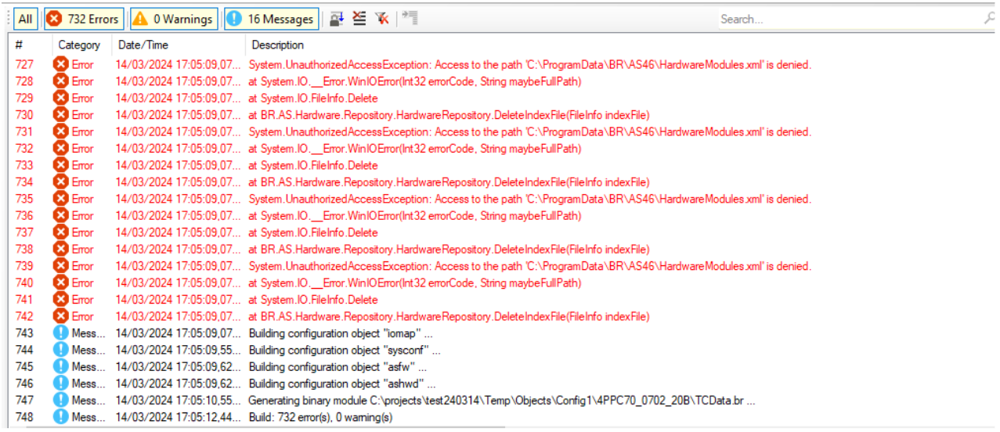 All 732 Errors 0 Warnings 16 Messages Search...
# Category Date/Time Description
727 Error 14/03/2024 17:05:09,07... System.UnauthorizedAccessException: Access to the path 'C:\ProgramData\BR\AS46\HardwareModules.xml' is denied.
728 Error 14/03/2024 17:05:09,07... at System.IO.__Error.WinIOError(Int32 errorCode, String maybeFullPath)
729 Error 14/03/2024 17:05:09,07... at System.IO.FileInfo.Delete
730 Error 14/03/2024 17:05:09,07... at BR.AS.Hardware.Repository.HardwareRepository.DeleteIndexFile(FileInfo indexFile)
731 Error 14/03/2024 17:05:09,07... System.UnauthorizedAccessException: Access to the path 'C:\ProgramData\BR\AS46\HardwareModules.xml' is denied.
732 Error 14/03/2024 17:05:09,07... at System.IO.__Error.WinIOError(Int32 errorCode, String maybeFullPath)
733 Error 14/03/2024 17:05:09,07... at System.IO.FileInfo.Delete
734 Error 14/03/2024 17:05:09,07... at BR.AS.Hardware.Repository.HardwareRepository.DeleteIndexFile(FileInfo indexFile)
735 Error 14/03/2024 17:05:09,07... System.UnauthorizedAccessException: Access to the path 'C:\ProgramData\BR\AS46\HardwareModules.xml' is denied.
736 Error 14/03/2024 17:05:09,07... at System.IO.__Error.WinIOError(Int32 errorCode, String maybeFullPath)
737 Error 14/03/2024 17:05:09,07... at System.IO.FileInfo.Delete
738 Error 14/03/2024 17:05:09,07... at BR.AS.Hardware.Repository.HardwareRepository.DeleteIndexFile(FileInfo indexFile)
739 Error 14/03/2024 17:05:09,07... System.UnauthorizedAccessException: Access to the path 'C:\ProgramData\BR\AS46\HardwareModules.xml' is denied.
740 Error 14/03/2024 17:05:09,07... at System.IO.__Error.WinIOError(Int32 errorCode, String maybeFullPath)
741 Error 14/03/2024 17:05:09,07... at System.IO.FileInfo.Delete
742 Error 14/03/2024 17:05:09,07... at BR.AS.Hardware.Repository.HardwareRepository.DeleteIndexFile(FileInfo indexFile)
743 Mess... 14/03/2024 17:05:09,07... Building configuration object "iomap" ...
744 Mess... 14/03/2024 17:05:09,55... Building configuration object "sysconf" ...
745 Mess... 14/03/2024 17:05:09,62... Building configuration object "asfw" ...
746 Mess... 14/03/2024 17:05:09,62... Building configuration object "ashwd" ...
747 Mess... 14/03/2024 17:05:10,55... Generating binary module C:\projects\test240314\Temp\Objects\Config1\4PPC70_0702_20B\TCData.br ...
748 Mess... 14/03/2024 17:05:12,44... Build: 732 error(s), 0 warning(s)